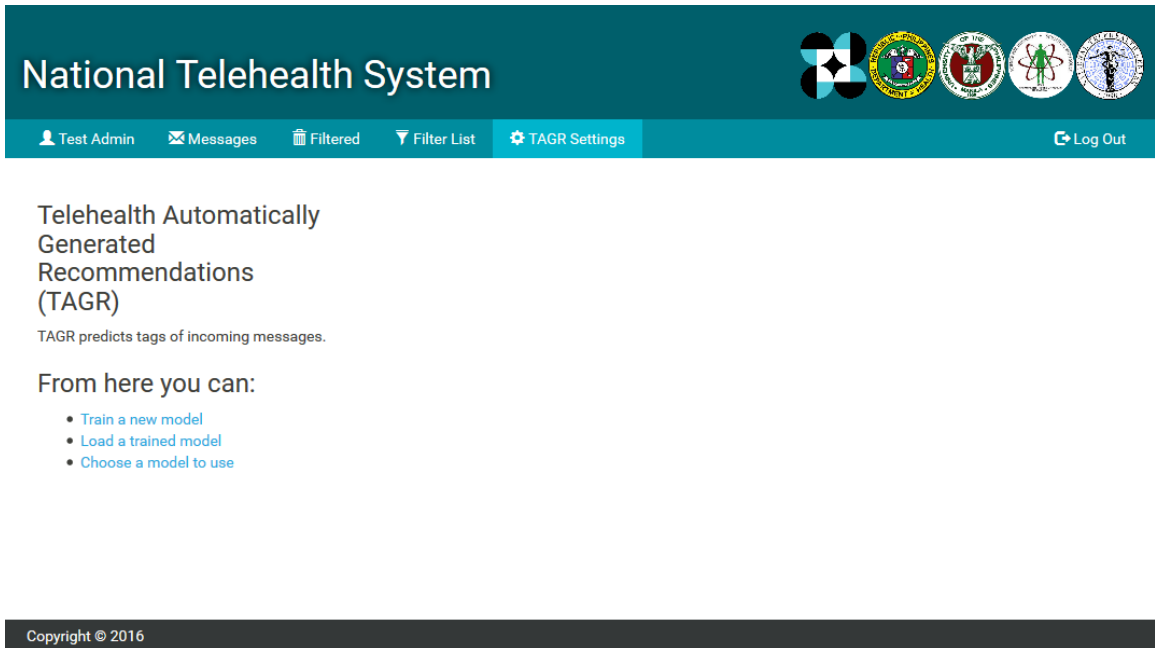 National Telehealth System
Test Admin Messages Filtered Filter List TAGR Settings Log Out
Telehealth Automatically
Generated
Recommendations
(TAGR)
TAGR predicts tags of incoming messages.
From here you can:
Train a new model
Load a trained model
Choose a model to use
Copyright © 2016